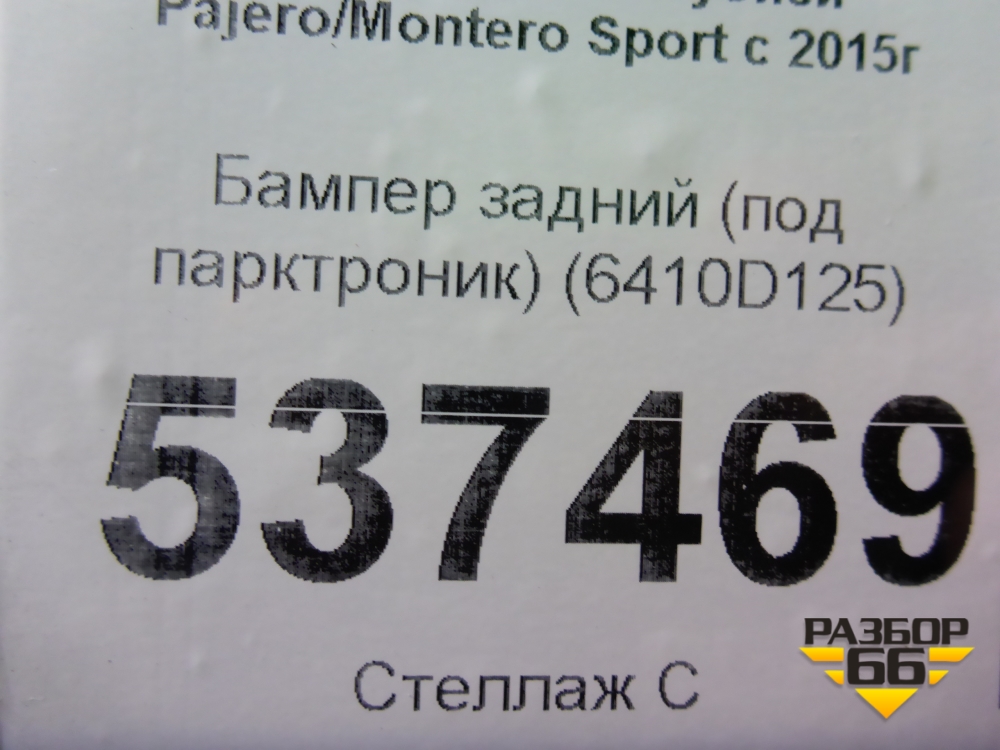 Pajero/Montero Sport с 2015г
Бампер задний (под
парктроник) (6410D125)
537469
Стеллаж С
РАЗБОР
66